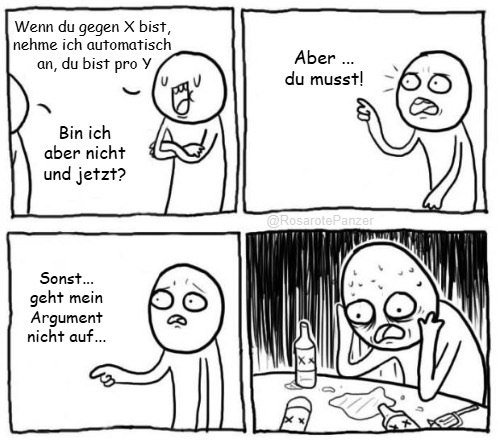 Wenn du gegen X bist,
nehme ich automatisch
an, du bist pro Y
Bin ich
aber nicht
und jetzt?
Aber ...
du musst!
@RosarotePanzer
Sonst...
geht mein
Argument
nicht auf...
X X
X X
X X